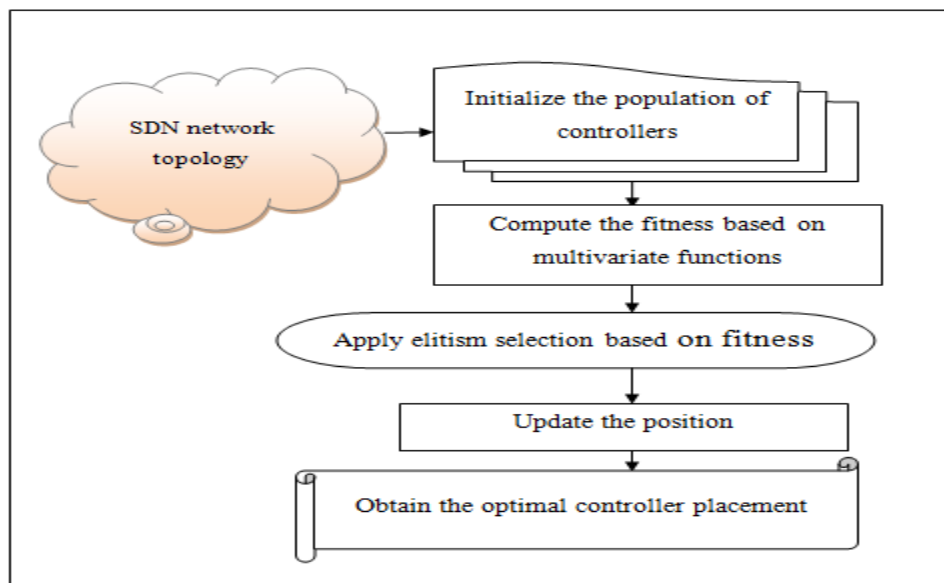 SDN network
topology
Initialize the population of
controllers
Compute the fitness based on
multivariate functions
Apply elitism selection based on fitness
Update the position
Obtain the optimal controller placement